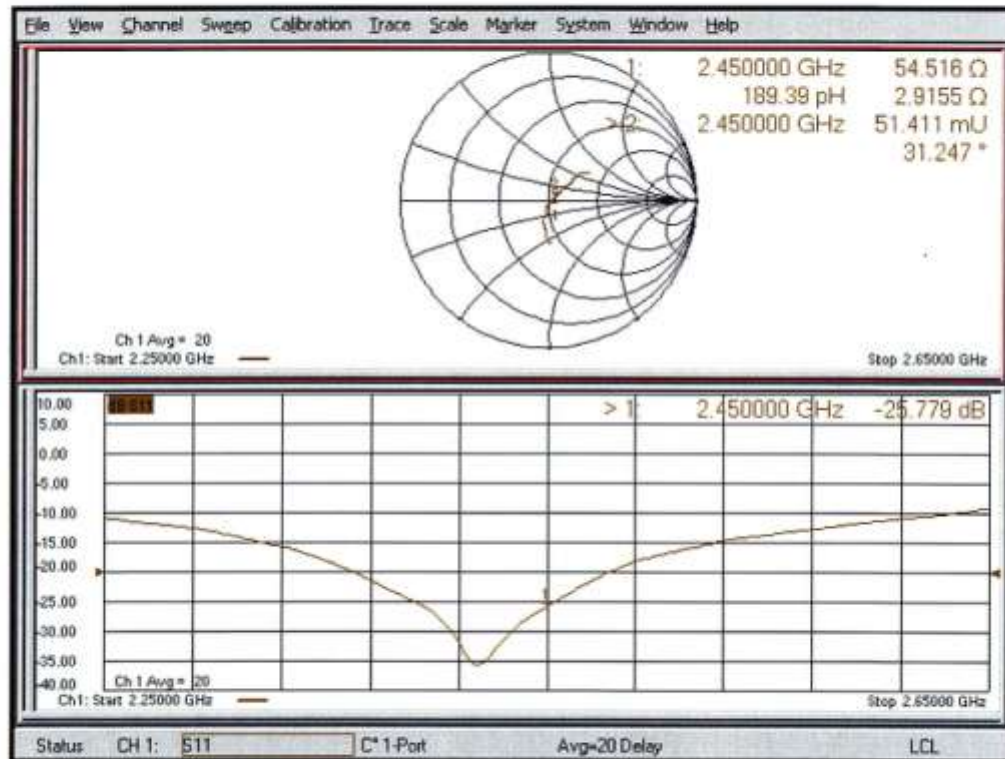 File View Channel Sweep Calibration Trace Scale Marker System Window Help
1: 2.450000 GHz 54.516 Ω
189.39 pH 2.9155 Ω
> 2: 2.450000 GHz 51.411 mU
31.247 °
Ch 1 Avg = 20
Ch1: Start 2.25000 GHz Stop 2.65000 GHz
10.00 > 1: 2.450000 GHz -25.779 dB
5.00
0.00
-5.00
-10.00
-15.00
-20.00
-25.00
-30.00
-35.00
-40.00
1
Ch 1 Avg = 20
Ch1: Start 2.25000 GHz Stop 2.65000 GHz
Status CH 1: S11 C* 1-Port Avg=20 Delay LCL